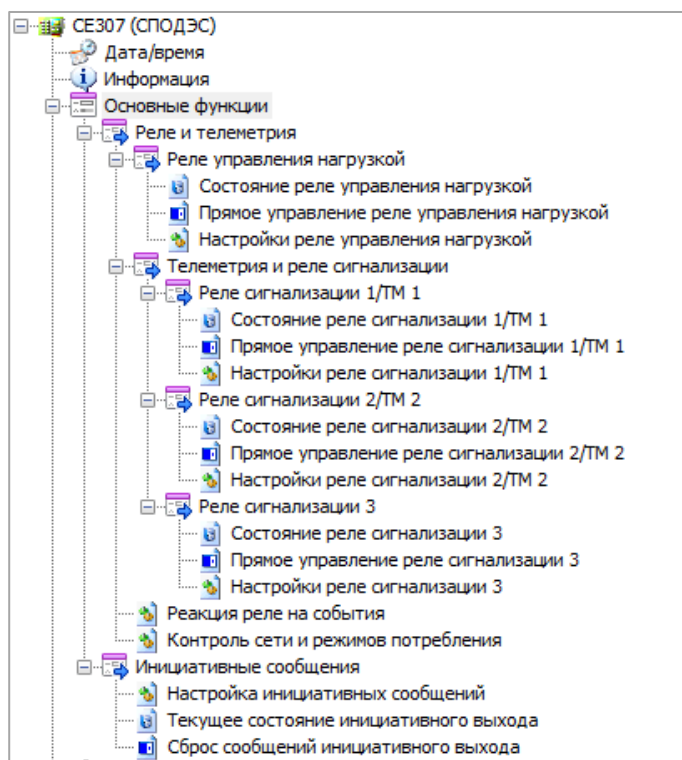 CE307 (СПОДЭС)
Дата/время
Информация
Основные функции
Реле и телеметрия
Реле управления нагрузкой
Состояние реле управления нагрузкой
Прямое управление реле управления нагрузкой
Настройки реле управления нагрузкой
Телеметрия и реле сигнализации
Реле сигнализации 1/ТМ 1
Состояние реле сигнализации 1/ТМ 1
Прямое управление реле сигнализации 1/ТМ 1
Настройки реле сигнализации 1/ТМ 1
Реле сигнализации 2/ТМ 2
Состояние реле сигнализации 2/ТМ 2
Прямое управление реле сигнализации 2/ТМ 2
Настройки реле сигнализации 2/ТМ 2
Реле сигнализации 3
Состояние реле сигнализации 3
Прямое управление реле сигнализации 3
Настройки реле сигнализации 3
Реакция реле на события
Контроль сети и режимов потребления
Инициативные сообщения
Настройка инициативных сообщений
Текущее состояние инициативного выхода
Сброс сообщений инициативного выхода